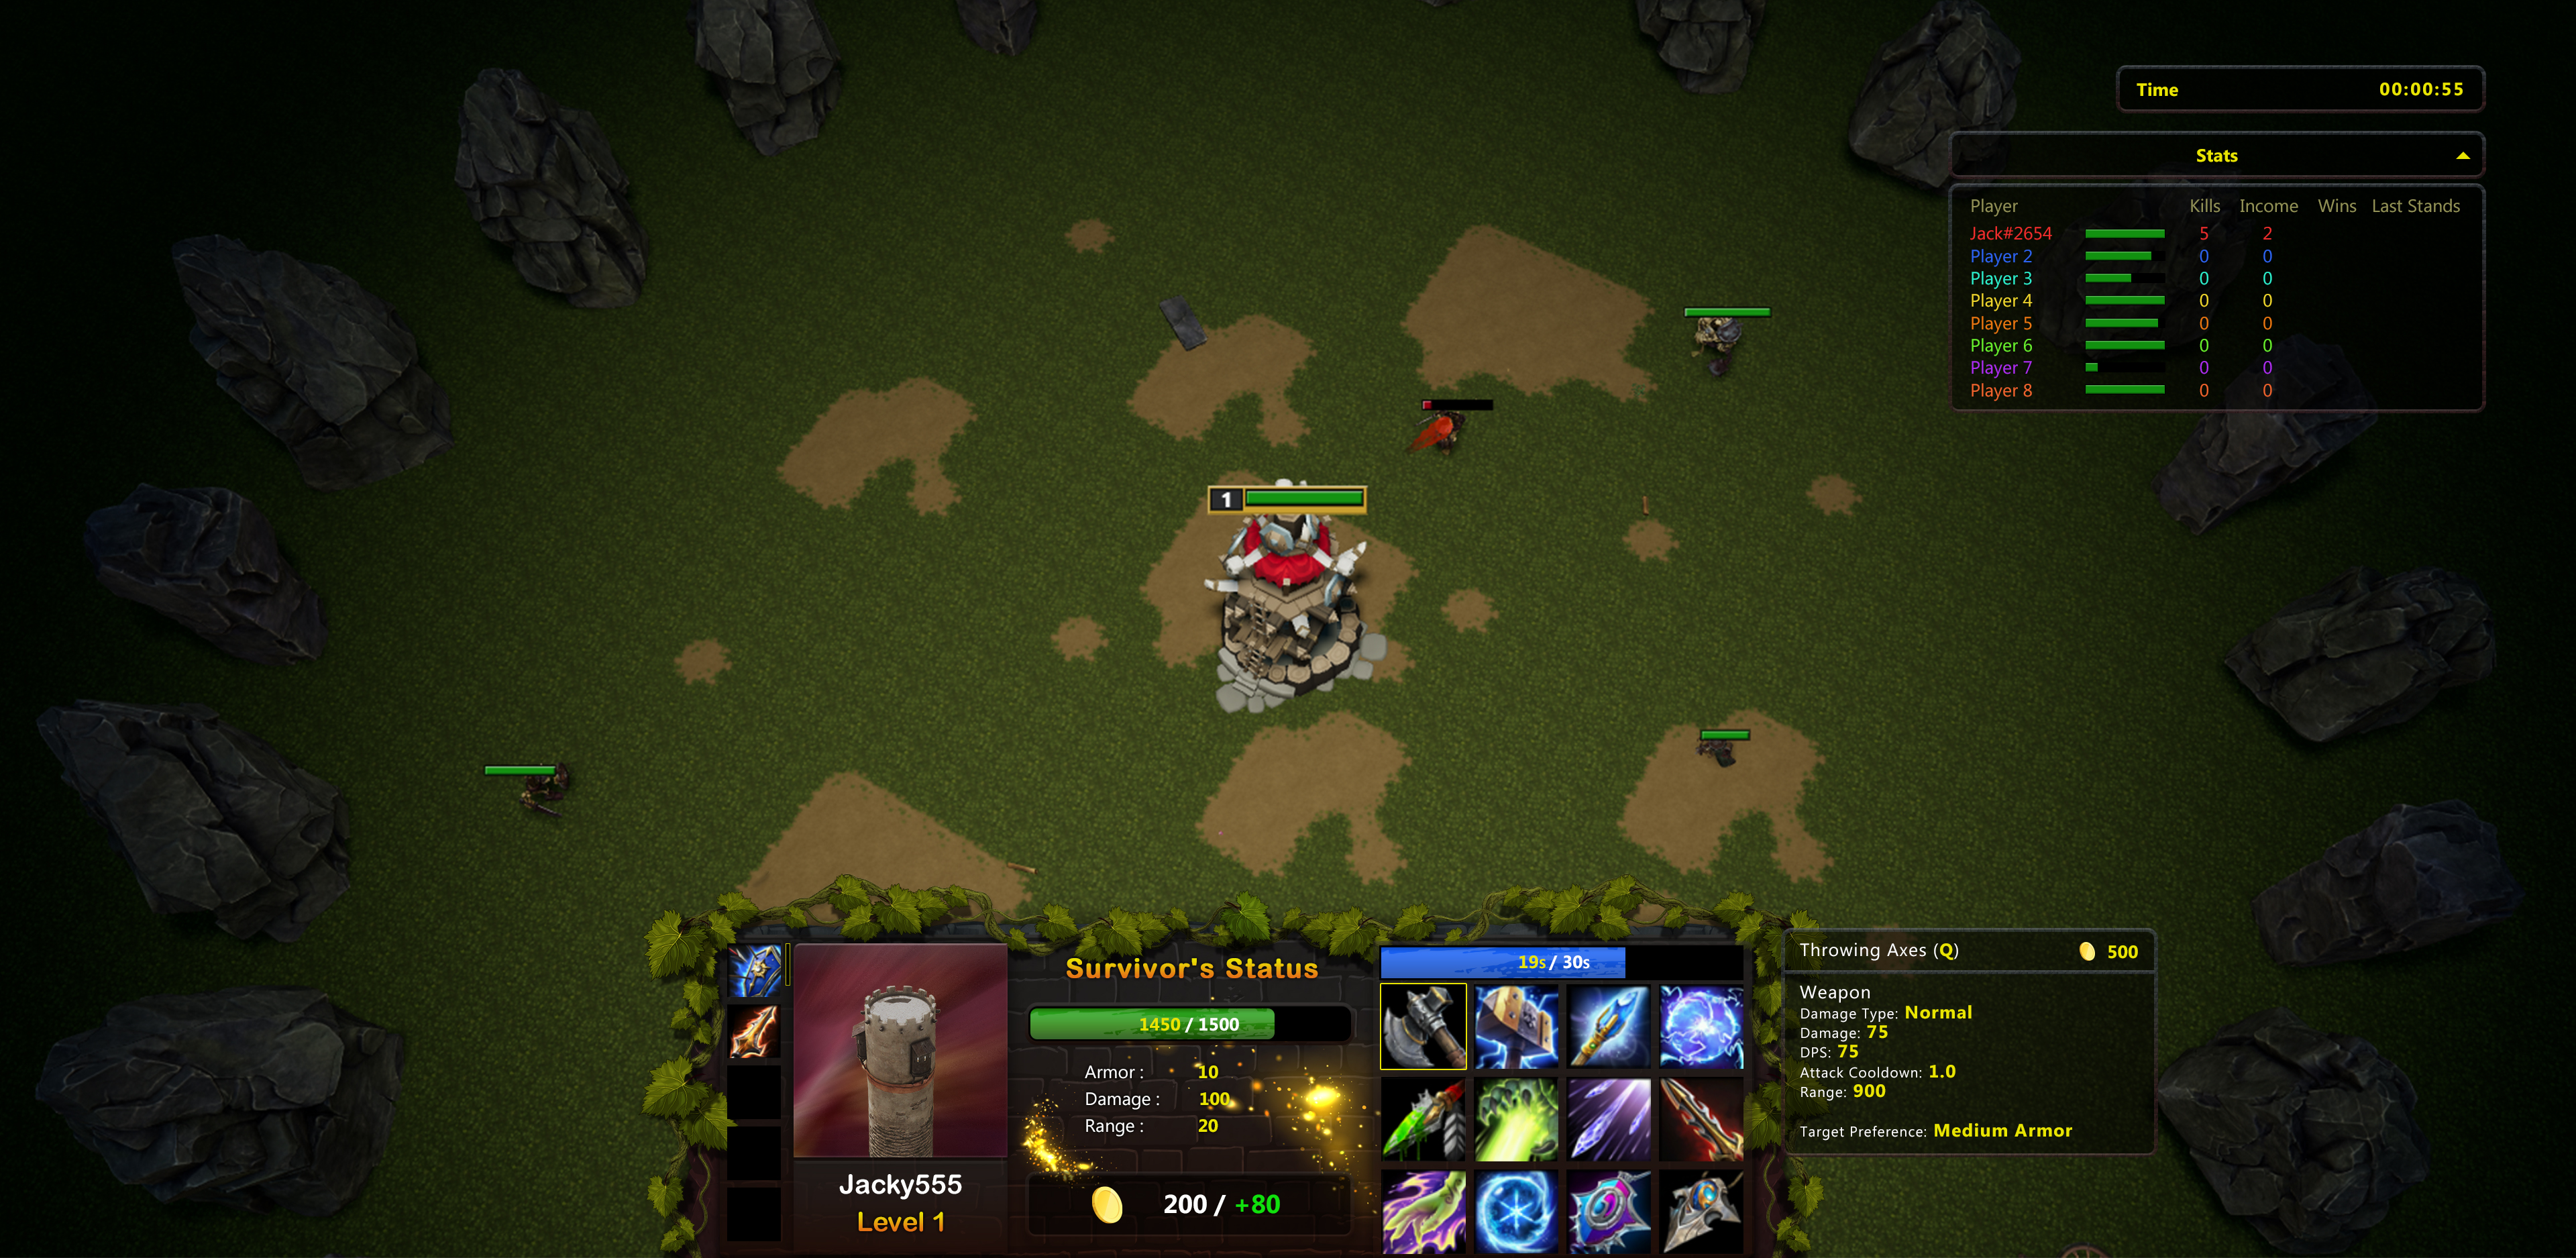 Time 00:00:55
Stats
Player Kills Income Wins Last Stands
Jack#2654 5 2
Player 2 0 0
Player 3 0 0
Player 4 0 0
Player 5 0 0
Player 6 0 0
Player 7 0 0
Player 8 0 0
1
Survivor's Status
1450 / 1500
Armor : 10
Damage : 100
Range : 20
200 / +80
Jacky555
Level 1
19s / 30s
Throwing Axes (Q) 500
Weapon
Damage Type: Normal
Damage: 75
DPS: 75
Attack Cooldown: 1.0
Range: 900
Target Preference: Medium Armor